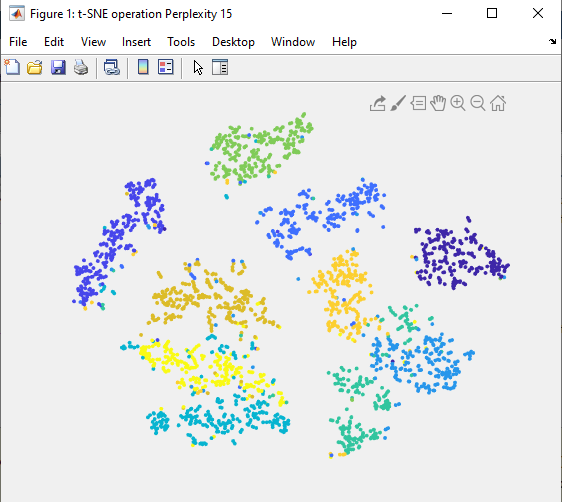 Figure 1: t-SNE operation Perplexity 15
File Edit View Insert Tools Desktop Window Help